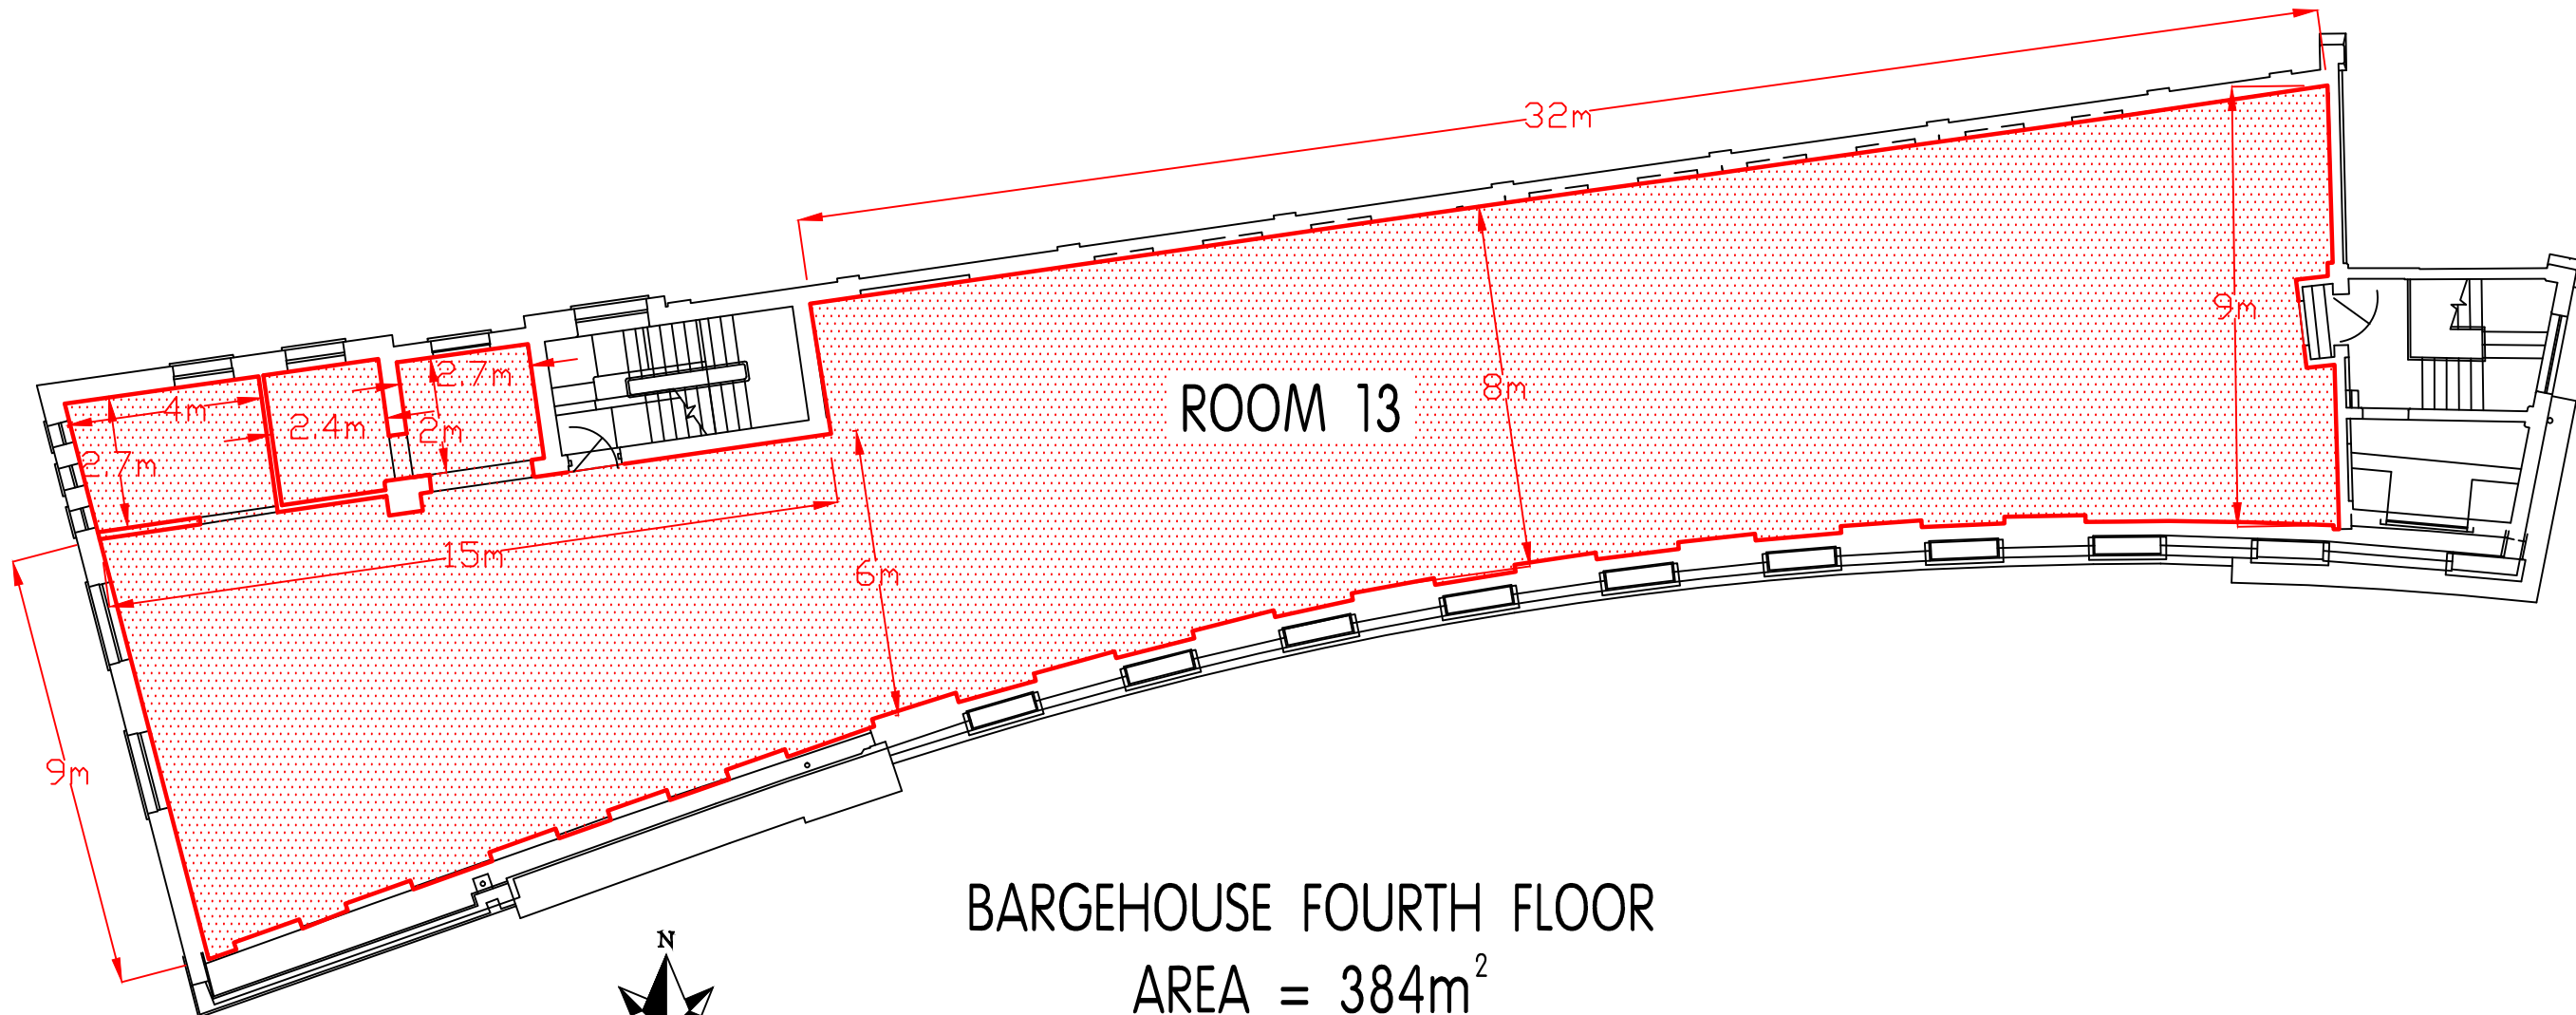 32m
9m
8m
ROOM 13
2.7m
4m
2.4m
2m
2.7m
15m
6m
9m
BARGEHOUSE FOURTH FLOOR
AREA = 384m²
N